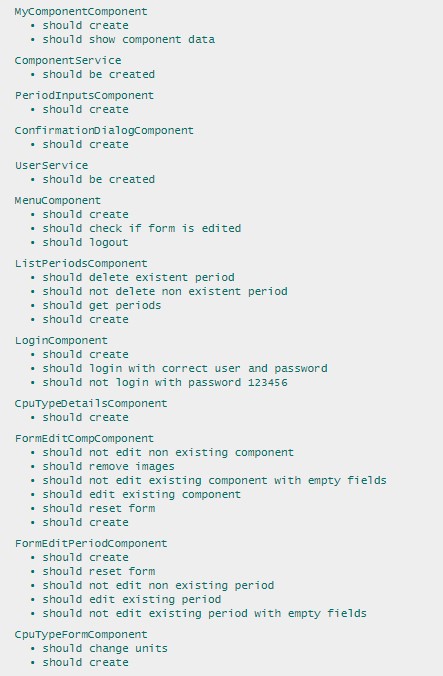 MyComponentComponent
• should create
• should show component data
ComponentService
• should be created
PeriodInputsComponent
• should create
ConfirmationDialogComponent
• should create
UserService
• should be created
MenuComponent
• should create
• should check if form is edited
• should logout
ListPeriodsComponent
• should delete existent period
• should not delete non existent period
• should get periods
• should create
LoginComponent
• should create
• should login with correct user and password
• should not login with password 123456
CpuTypeDetailsComponent
• should create
FormEditCompComponent
• should not edit non existing component
• should remove images
• should not edit existing component with empty fields
• should edit existing component
• should reset form
• should create
FormEditPeriodComponent
• should create
• should reset form
• should not edit non existing period
• should edit existing period
• should not edit existing period with empty fields
CpuTypeFormComponent
• should change units
• should create